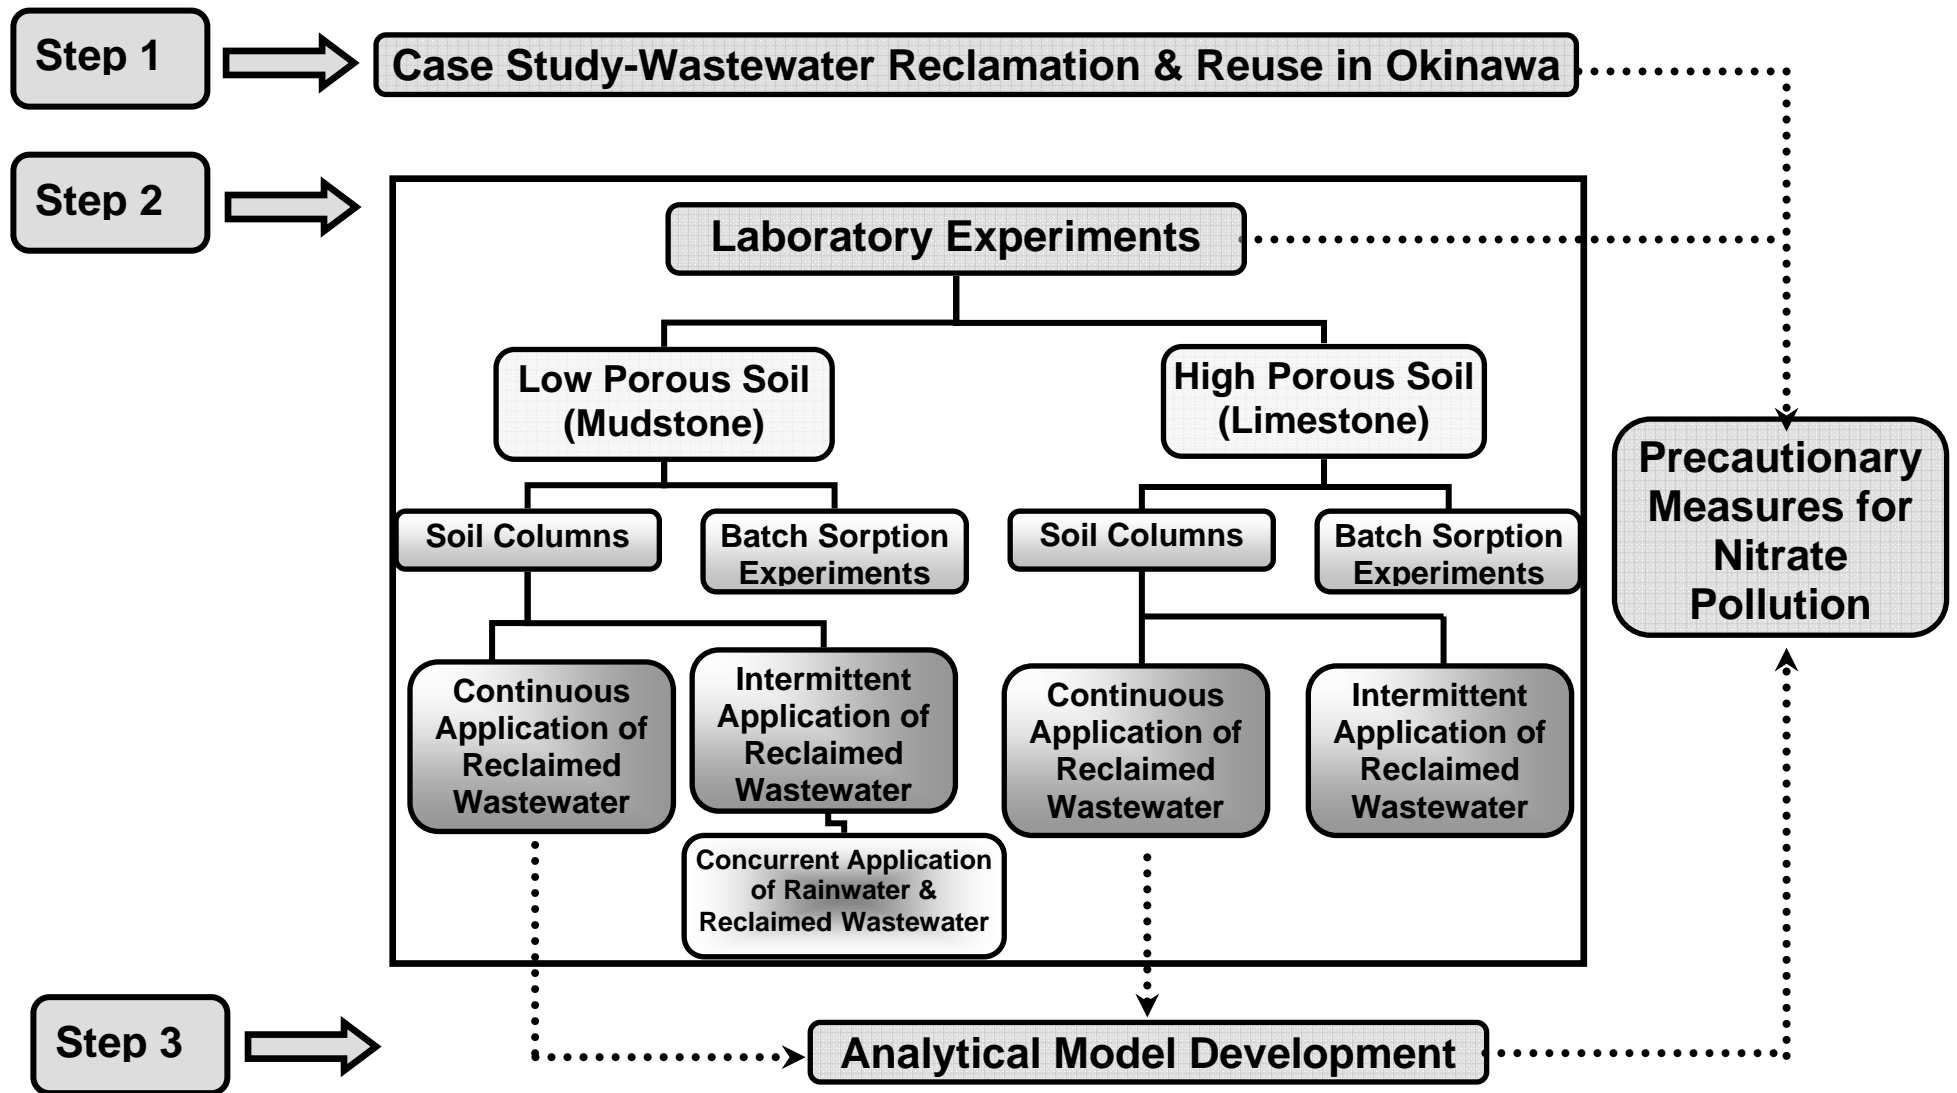 Step 1
Case Study-Wastewater Reclamation & Reuse in Okinawa
Step 2
Laboratory Experiments
Low Porous Soil
(Mudstone)
High Porous Soil
(Limestone)
Soil Columns
Batch Sorption
Experiments
Soil Columns
Batch Sorption
Experiments
Continuous
Application of
Reclaimed
Wastewater
Intermittent
Application of
Reclaimed
Wastewater
Continuous
Application of
Reclaimed
Wastewater
Intermittent
Application of
Reclaimed
Wastewater
Concurrent Application
of Rainwater &
Reclaimed Wastewater
Precautionary
Measures for
Nitrate
Pollution
Step 3
Analytical Model Development